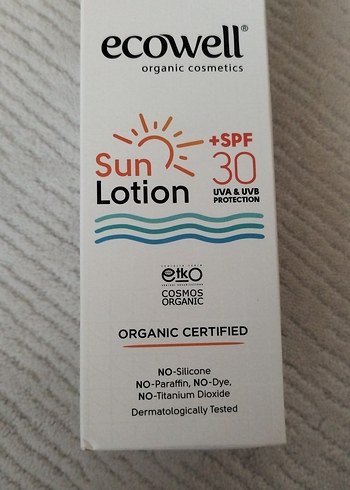 ecowell®
organic cosmetics
+SPF
30
UVA & UVB
PROTECTION
Sun
Lotion
etko
COSMOS
ORGANIC
ORGANIC CERTIFIED
NO-Silicone
NO-Paraffin, NO-Dye,
NO-Titanium Dioxide
Dermatologically Tested